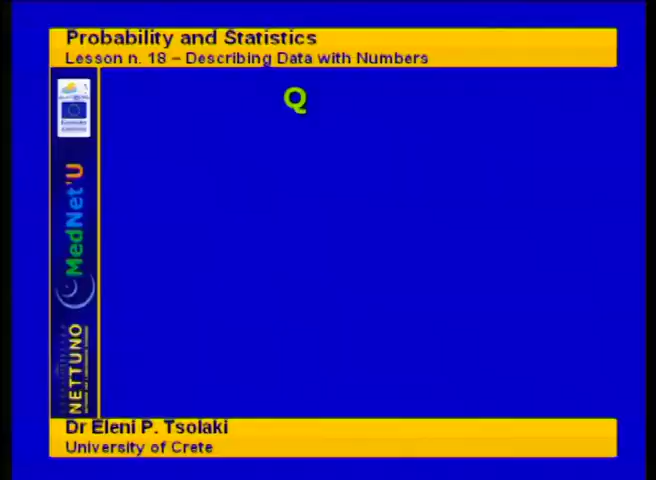 Probability and Statistics
Lesson n. 18 – Describing Data with Numbers
Q
MedNet'U
NETTUNO
Dr Eleni P. Tsolaki
University of Crete